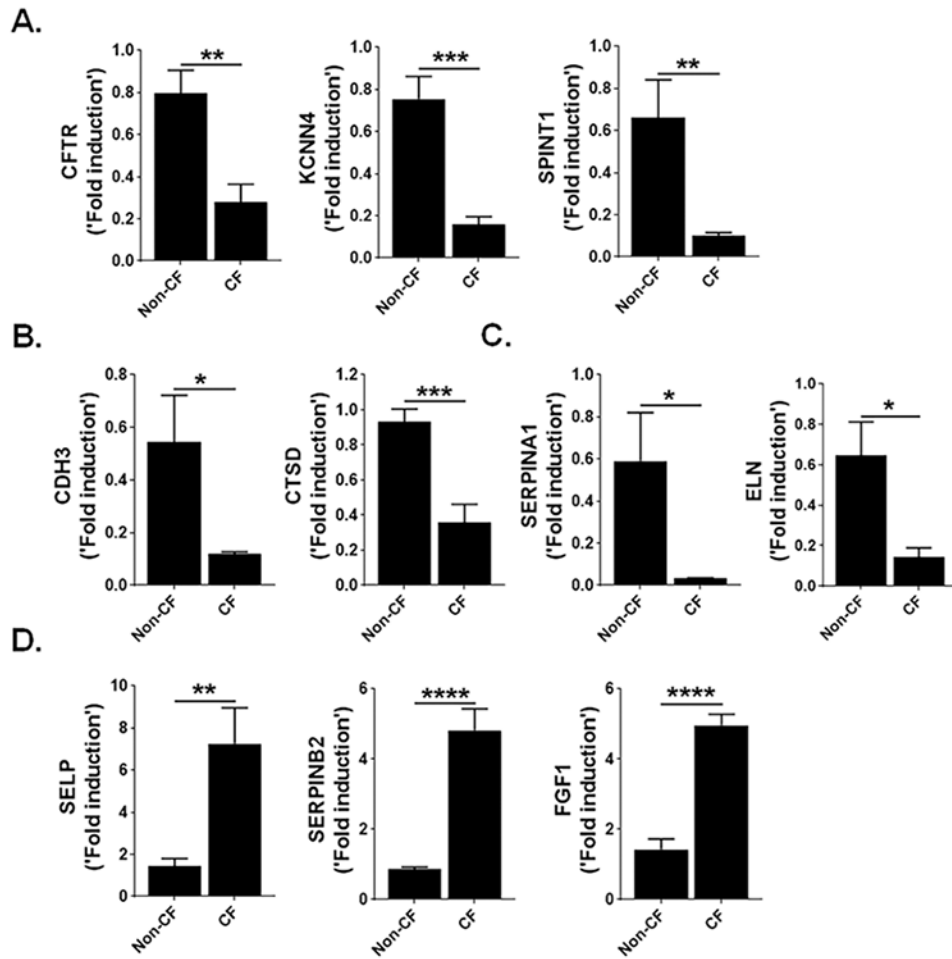 A.
CFTR
('Fold induction')
1.0
0.8
0.6
0.4
0.2
0.0
**
Non-CF
CF
KCNN4
('Fold induction')
1.0
0.8
0.6
0.4
0.2
0.0
***
Non-CF
CF
SPINT1
('Fold induction')
1.0
0.8
0.6
0.4
0.2
0.0
**
Non-CF
CF
B.
CDH3
('Fold induction')
0.8
0.6
0.4
0.2
0.0
*
Non-CF
CF
CTSD
('Fold induction')
1.2
1.0
0.8
0.6
0.4
0.2
0.0
***
Non-CF
CF
C.
SERPINA1
('Fold induction')
1.0
0.8
0.6
0.4
0.2
0.0
*
Non-CF
CF
ELN
('Fold induction')
1.0
0.8
0.6
0.4
0.2
0.0
*
Non-CF
CF
D.
SELP
('Fold induction')
10
8
6
4
2
0
**
Non-CF
CF
SERPINB2
('Fold induction')
6
4
2
0
****
Non-CF
CF
FGF1
('Fold induction')
6
4
2
0
****
Non-CF
CF